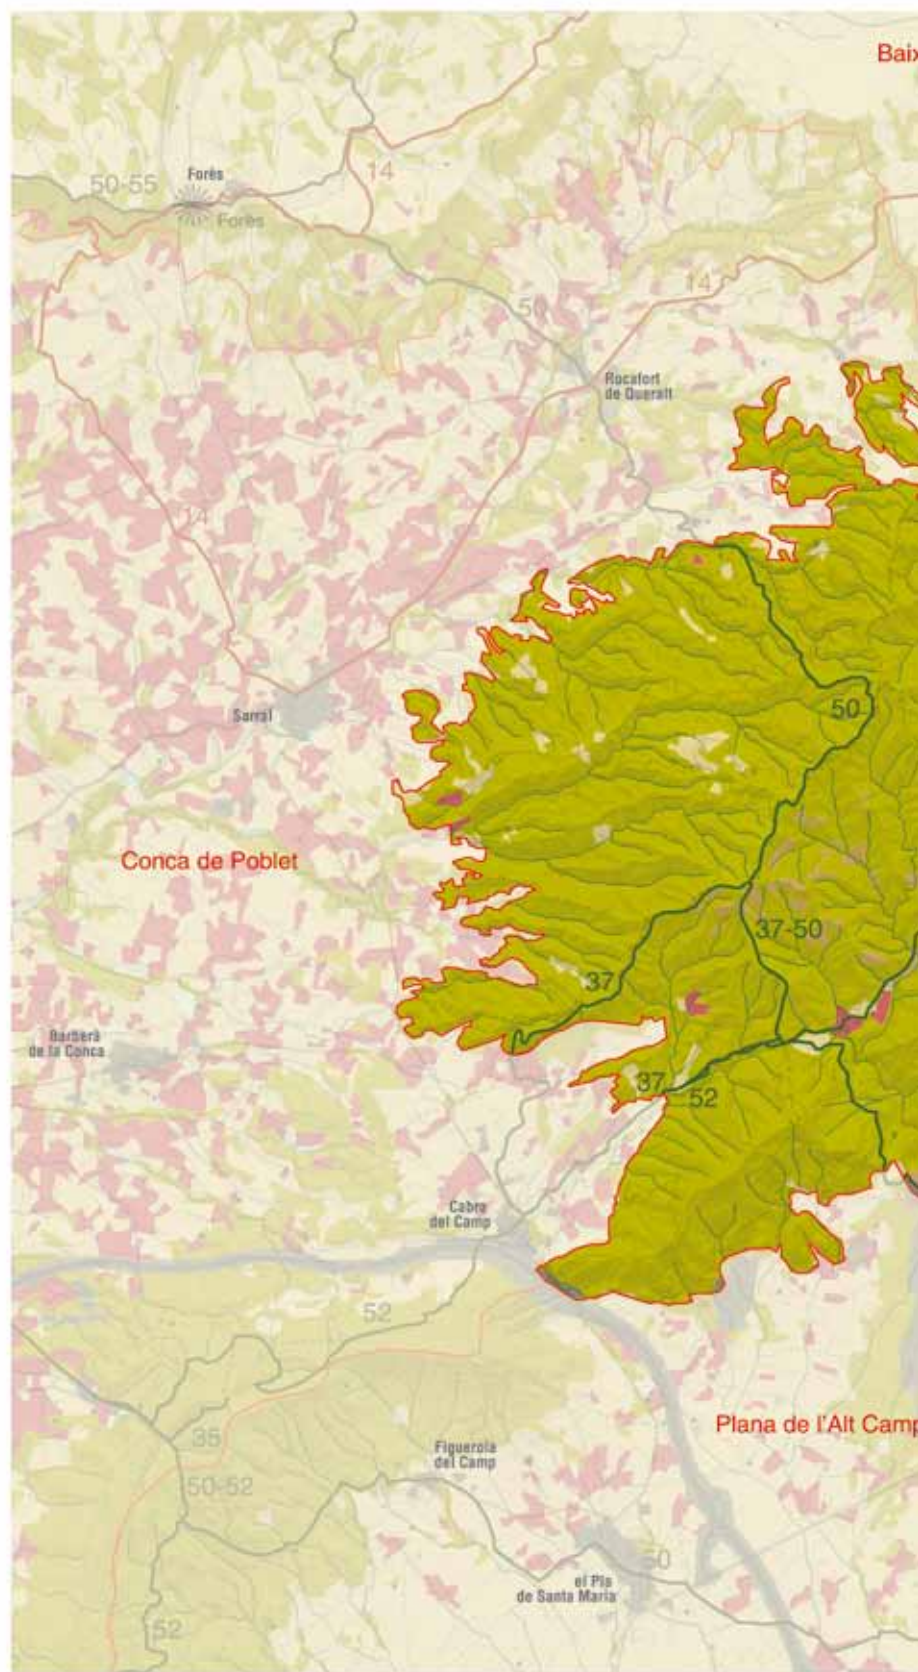 Baix
Forès
14
50-55
Forès
14
50
Rocafort
de Queralt
14
50
Sarral
Conca de Poblet
37-50
37
Barberà
de la Conca
37
52
Cabra
del Camp
52
Plana de l'Alt Camp
35
Figuerola
del Camp
50-52
50
el Pla
de Santa Maria
52